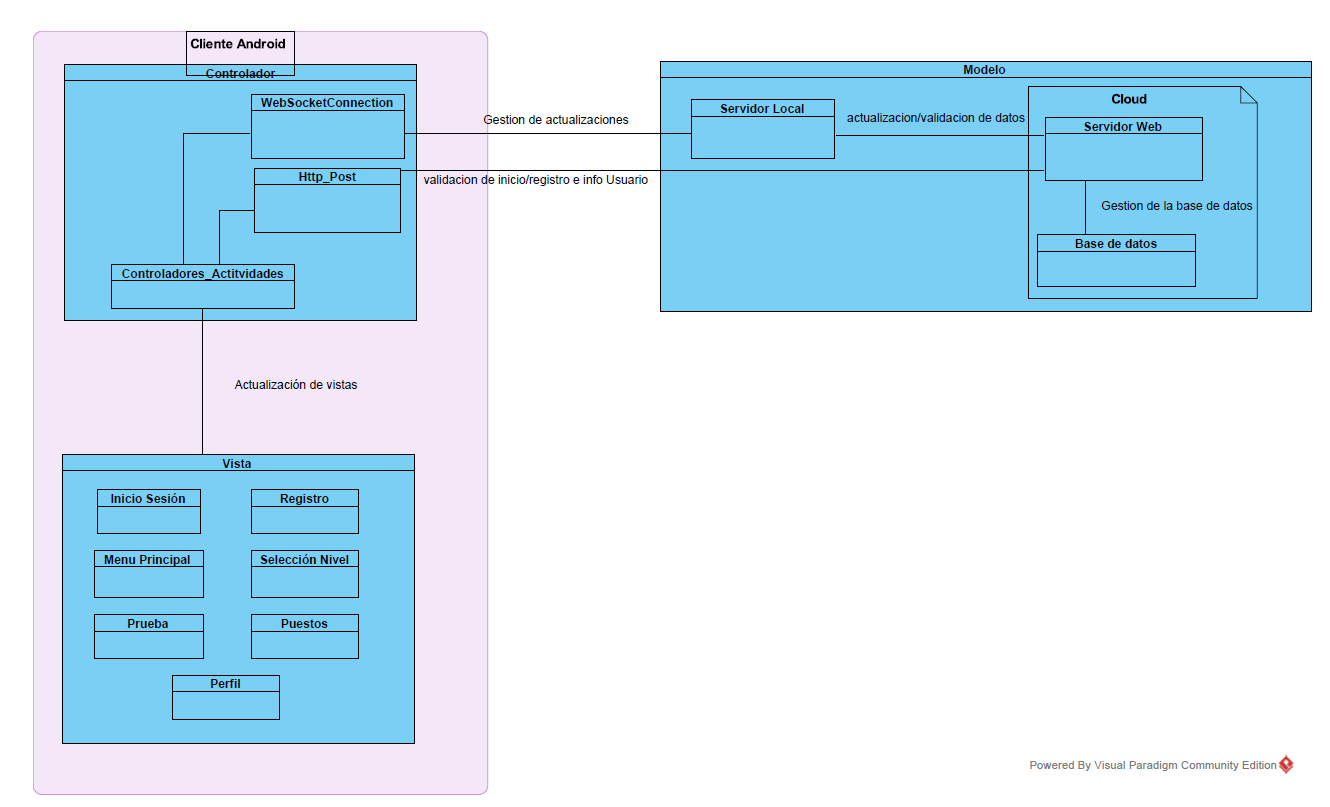 Cliente Android
Controlador
WebSocketConnection
Http_Post
Controladores_Actitvidades
Gestion de actualizaciones
validacion de inicio/registro e info Usuario
Modelo
Servidor Local
actualizacion/validacion de datos
Cloud
Servidor Web
Gestion de la base de datos
Base de datos
Actualización de vistas
Vista
Inicio Sesión
Registro
Menu Principal
Selección Nivel
Prueba
Puestos
Perfil
Powered By Visual Paradigm Community Edition